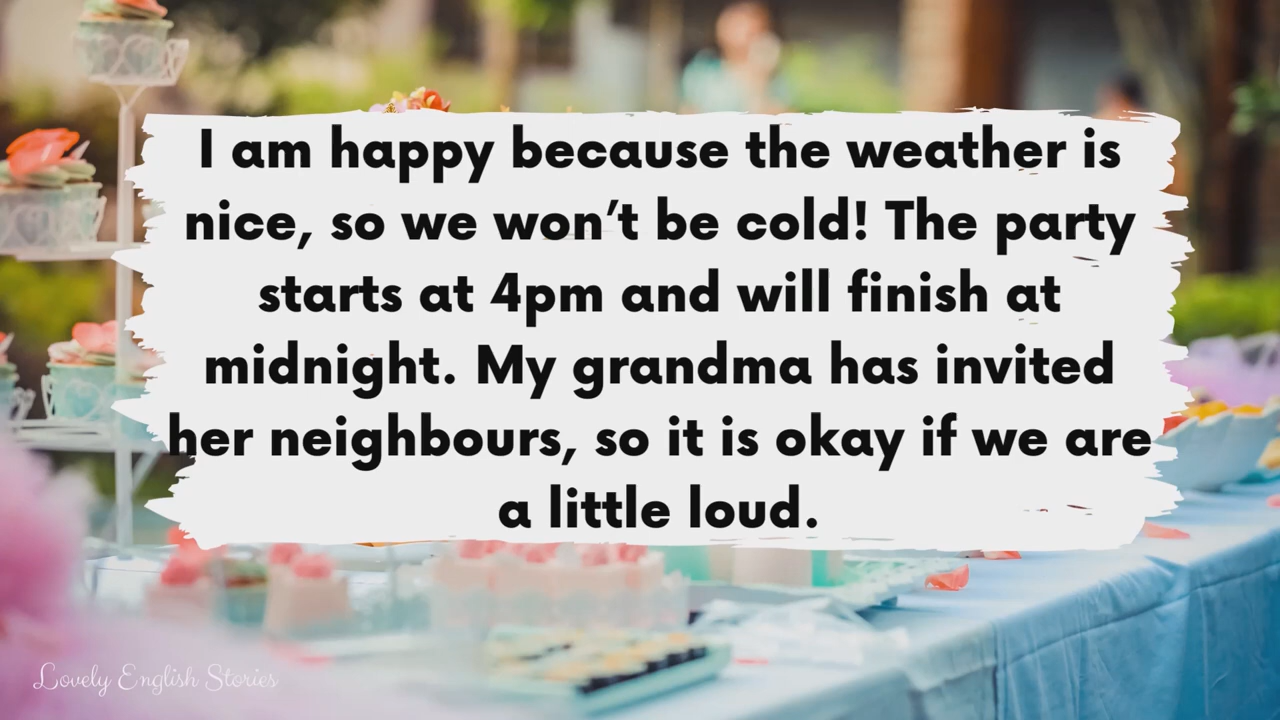 I am happy because the weather is
nice, so we won’t be cold! The party
starts at 4pm and will finish at
midnight. My grandma has invited
her neighbours, so it is okay if we are
a little loud.
Lovely English Stories